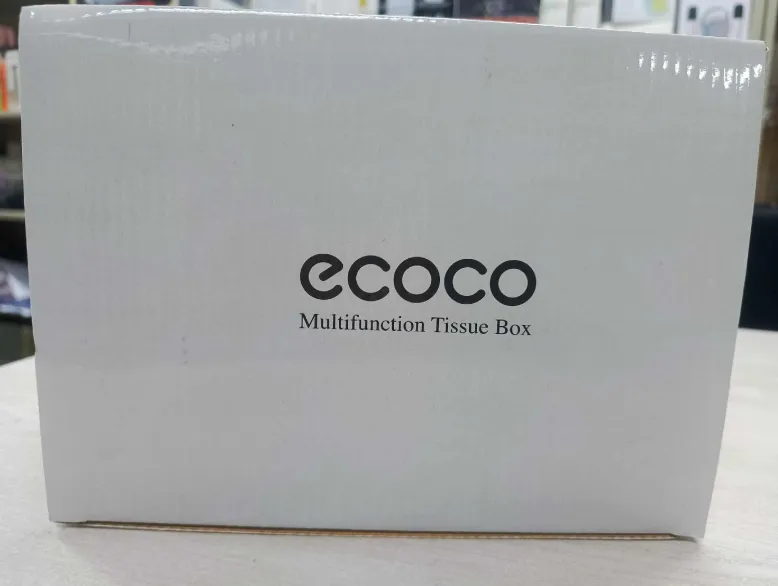 ecoco
Multifunction Tissue Box